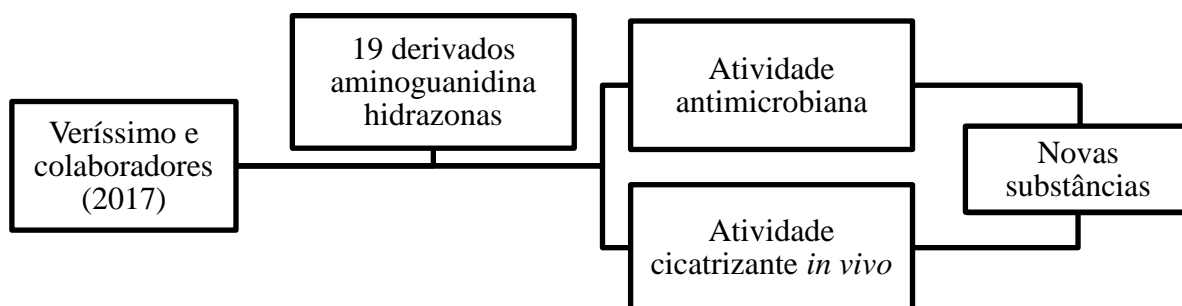 Veríssimo e
colaboradores
(2017)
19 derivados
aminoguanidina
hidrazonas
Atividade
antimicrobiana
Atividade
cicatrizante in vivo
Novas
substâncias